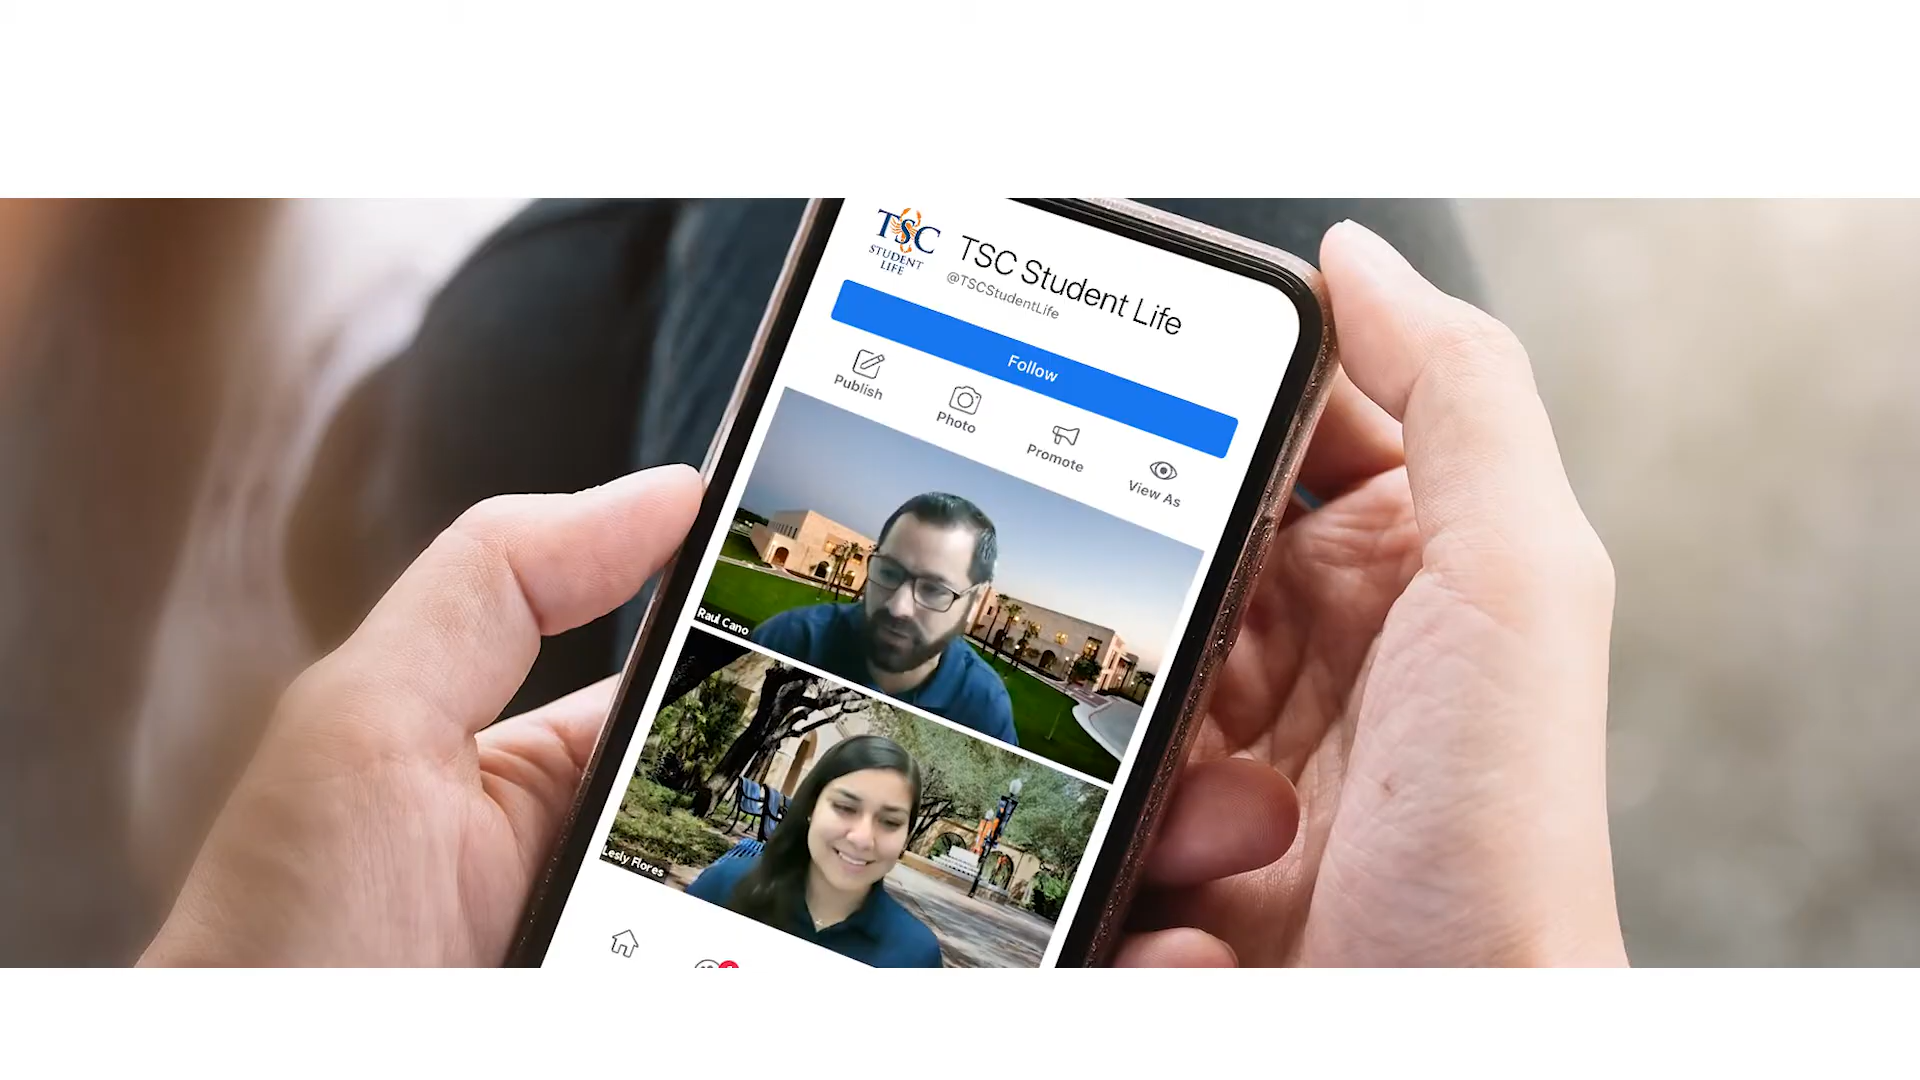 TSC
STUDENT
LIFE
TSC Student Life
@TSCStudentLife
Follow
Publish
Photo
Promote
View As
Raul Cano
Lesly Flores